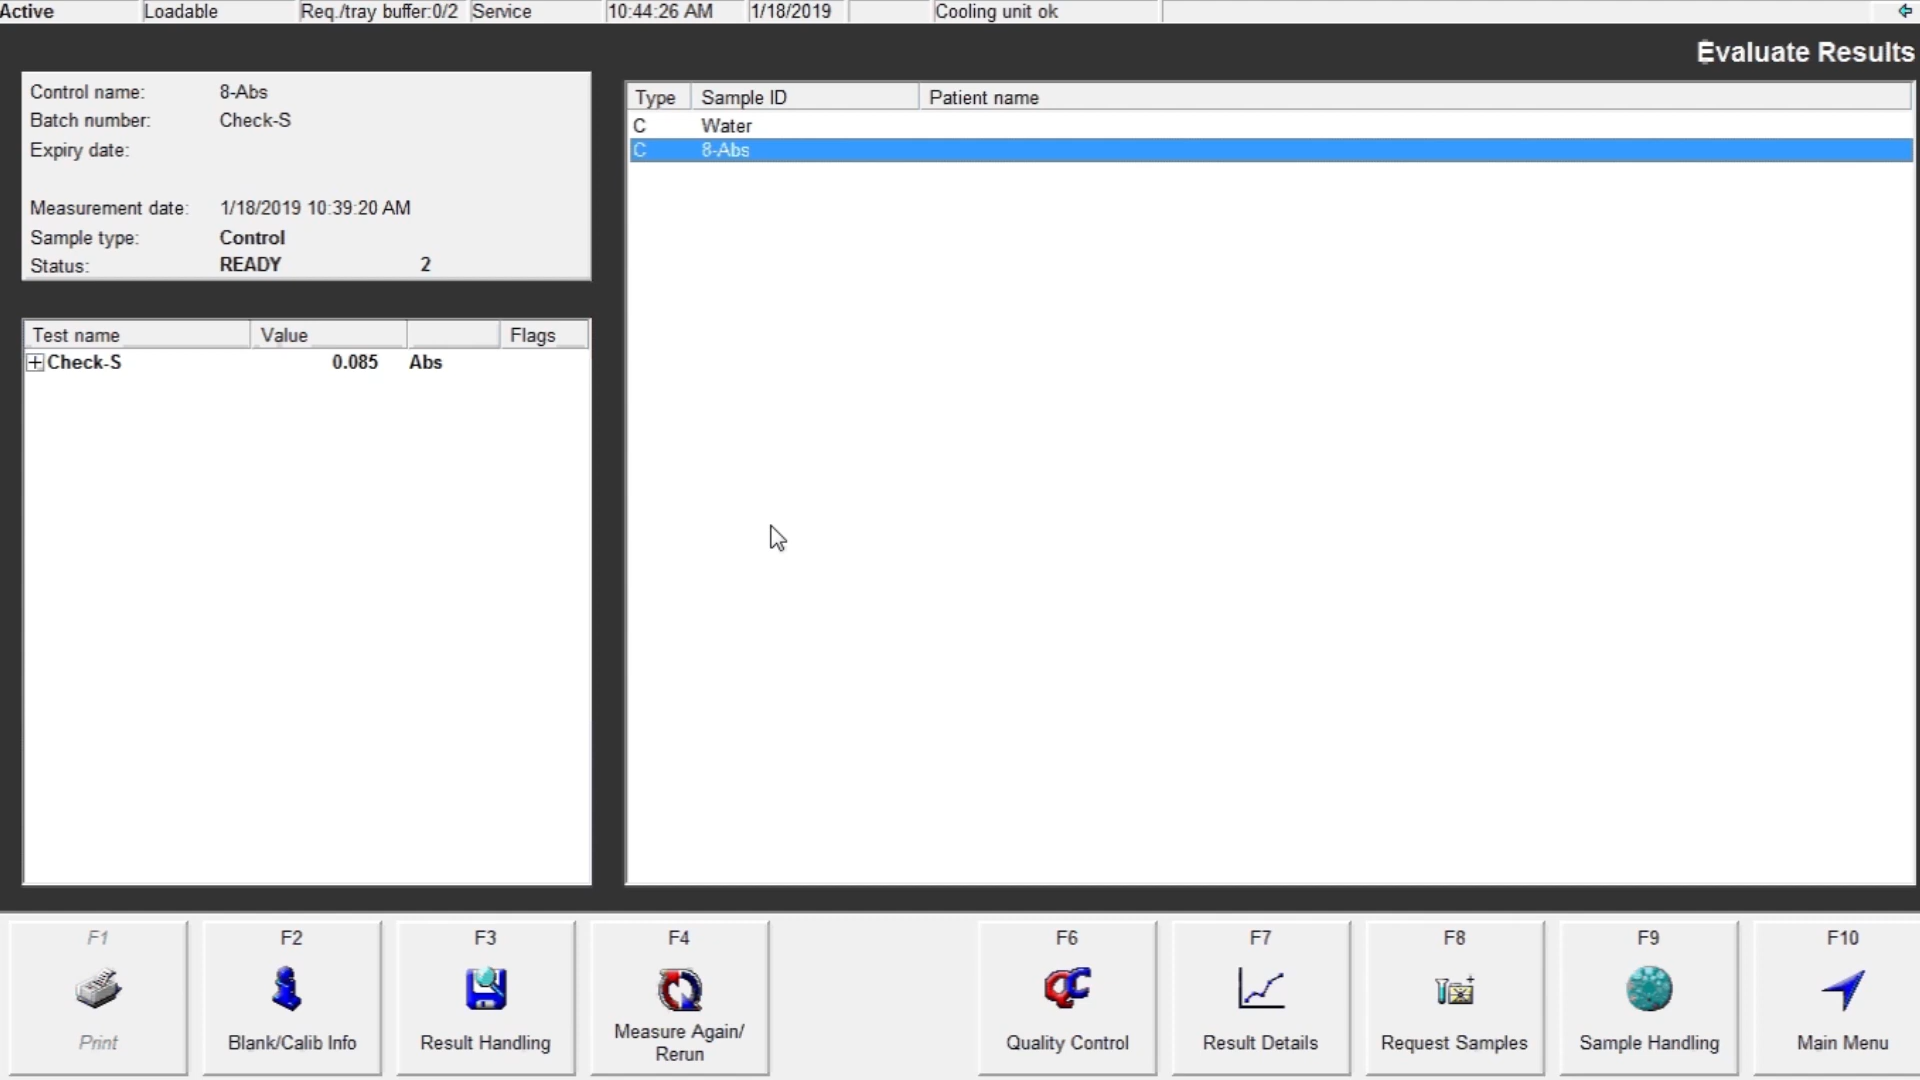 Active Loadable Req./tray buffer:0/2 Service 10:44:26 AM 1/18/2019 Cooling unit ok
Evaluate Results
Control name: 8-Abs
Batch number: Check-S
Expiry date:
Measurement date: 1/18/2019 10:39:20 AM
Sample type: Control
Status: READY 2
Test name Value Flags
Check-S 0.085 Abs
Type Sample ID Patient name
C Water
C 8-Abs
F1 F2 F3 F4 F6 F7 F8 F9 F10
Print Blank/Calib Info Result Handling Measure Again/ Quality Control Result Details Request Samples Sample Handling Main Menu
Rerun